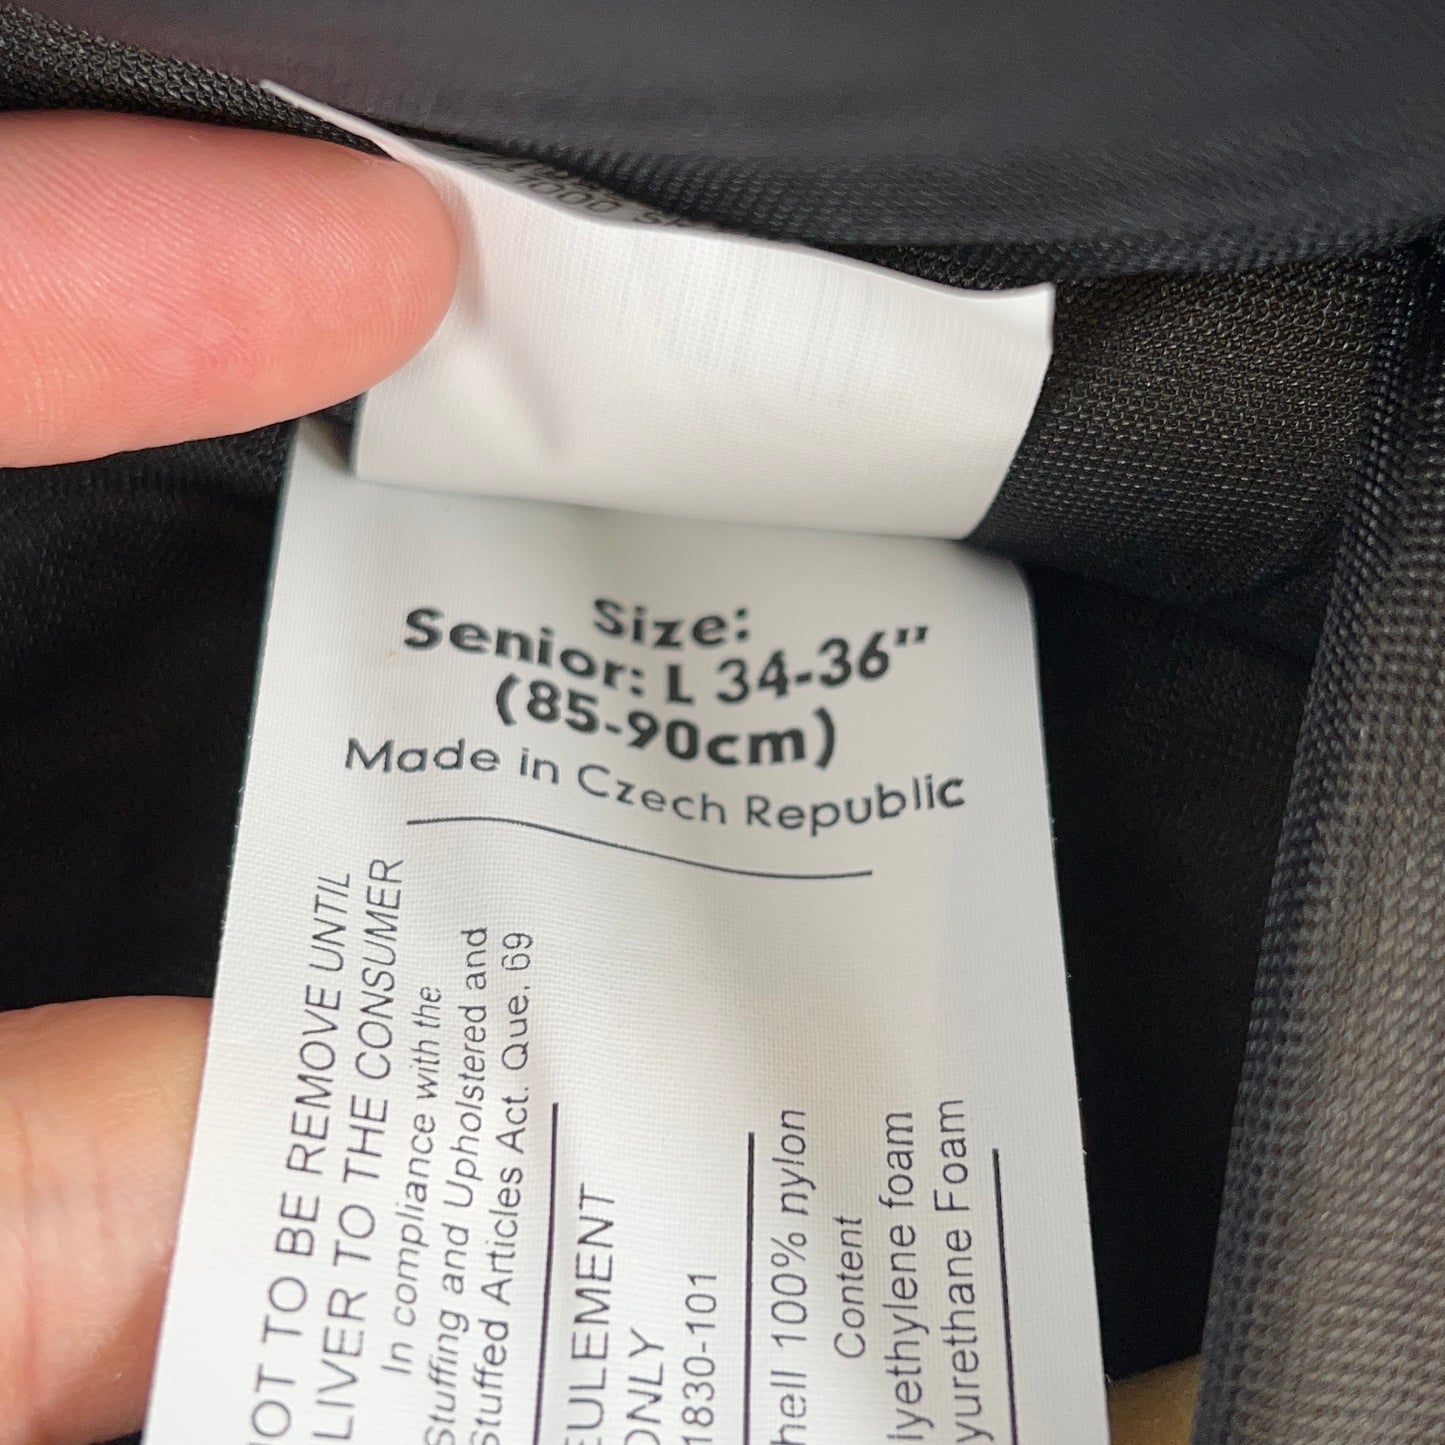 Size:
Senior: L 34-36"
(85-90cm)
Made in Czech Republic
OT TO BE REMOVE UNTIL
LIVER TO THE CONSUMER
In compliance with the
Stuffing and Upholstered and
Stuffed Articles Act. Que. 69
EULEMENT
ONLY
1830-101
hell 100% nylon
Content
lyethylene foam
yurethane Foam